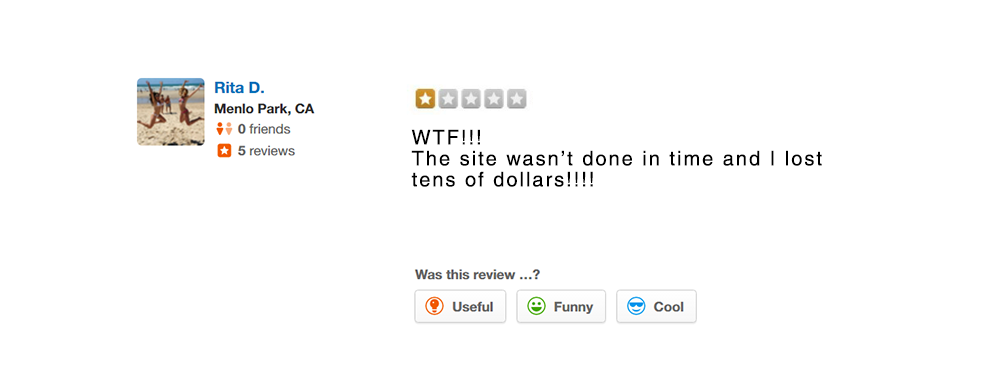 Rita D.
Menlo Park, CA
0 friends
5 reviews
WTF!!!
The site wasn’t done in time and I lost
tens of dollars!!!!
Was this review ...?
Useful
Funny
Cool